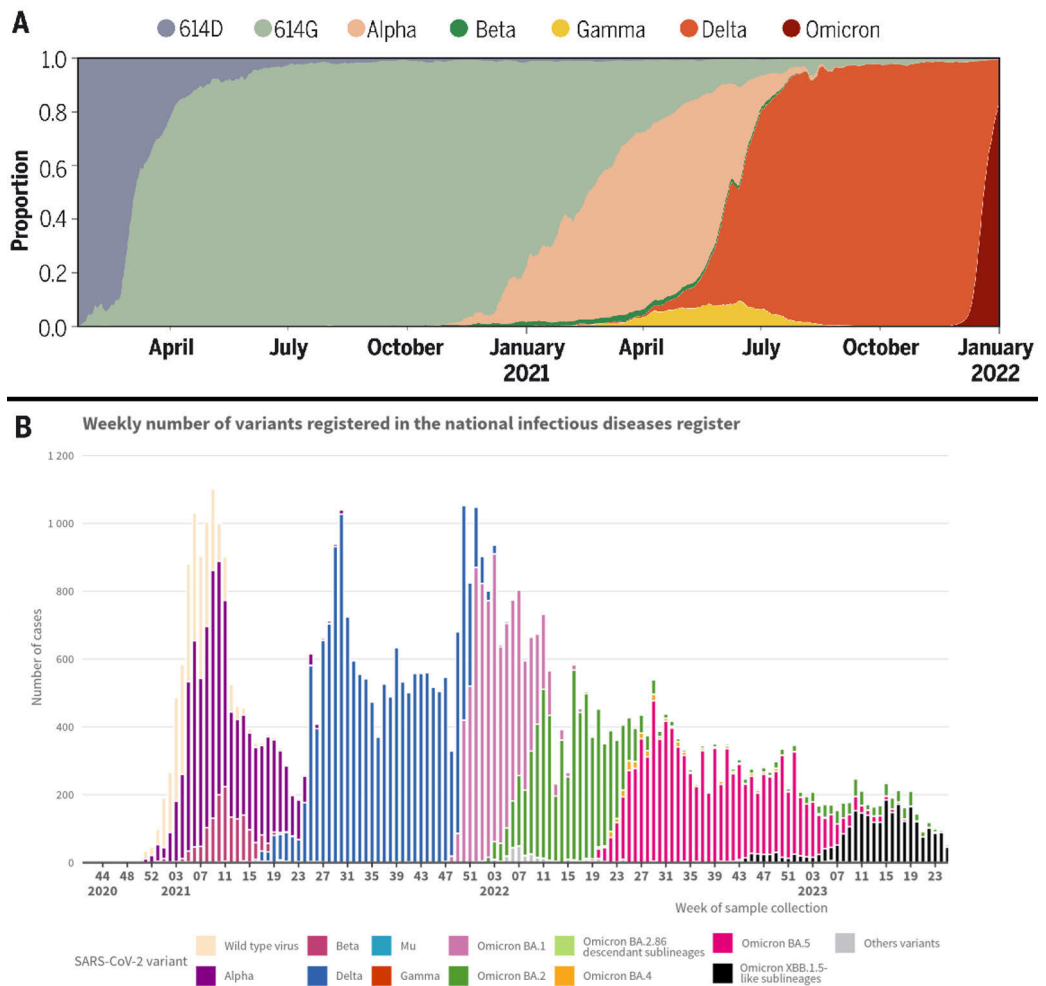 A
614D 614G Alpha Beta Gamma Delta Omicron
Proportion
1.0
0.8
0.6
0.4
0.2
0.0
April July October January April July October January
2021 2022
B
Weekly number of variants registered in the national infectious diseases register
Number of cases
1 200
1 000
800
600
400
200
0
44 48 52 03 07 11 15 19 23 27 31 35 39 43 47 51 03 07 11 15 19 23 27 31 35 39 43 47 51 03 07 11 15 19 23
2020 2021 2022 2023
Week of sample collection
SARS-CoV-2 variant
Wild type virus Beta Mu Omicron BA.1 Omicron BA.2.86 descendant sublineages Omicron BA.5 Others variants
Alpha Delta Gamma Omicron BA.2 Omicron BA.4 Omicron XBB.1.5-like sublineages